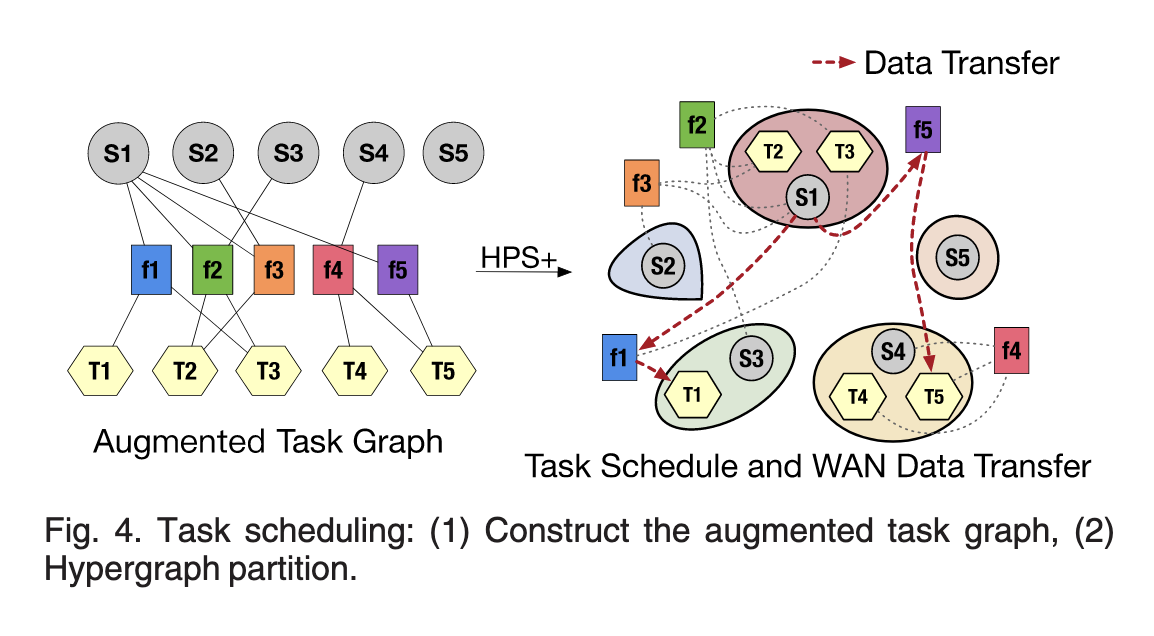 Data Transfer
S1 S2 S3 S4 S5
f1 f2 f3 f4 f5
T1 T2 T3 T4 T5
Augmented Task Graph
HPS+
f2
T2 T3
f5
f3
S1
S2
S5
f1
S3
S4
f4
T1
T4 T5
Task Schedule and WAN Data Transfer
Fig. 4. Task scheduling: (1) Construct the augmented task graph, (2)
Hypergraph partition.